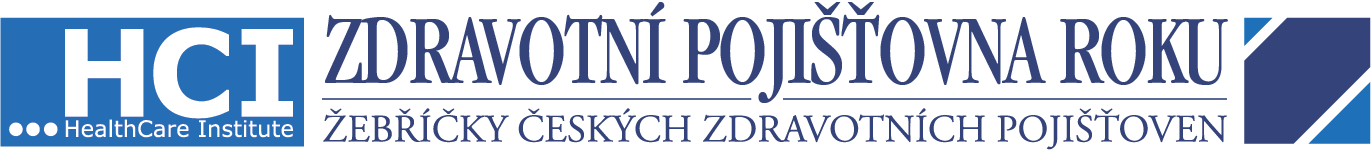 HCI
HealthCare Institute
ZDRAVOTNÍ POJIŠŤOVNA ROKU
ŽEBŘÍČKY ČESKÝCH ZDRAVOTNÍCH POJIŠŤOVEN